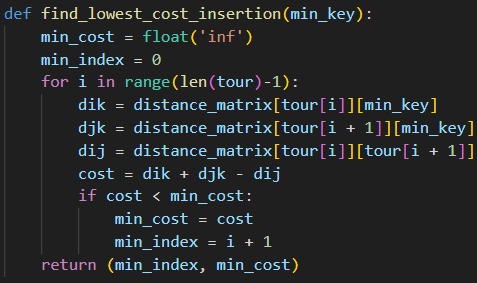 def find_lowest_cost_insertion(min_key):
    min_cost = float('inf')
    min_index = 0
    for i in range(len(tour)-1):
        dik = distance_matrix[tour[i]][min_key]
        djk = distance_matrix[tour[i + 1]][min_key]
        dij = distance_matrix[tour[i]][tour[i + 1]]
        cost = dik + djk - dij
        if cost < min_cost:
            min_cost = cost
            min_index = i + 1
    return (min_index, min_cost)